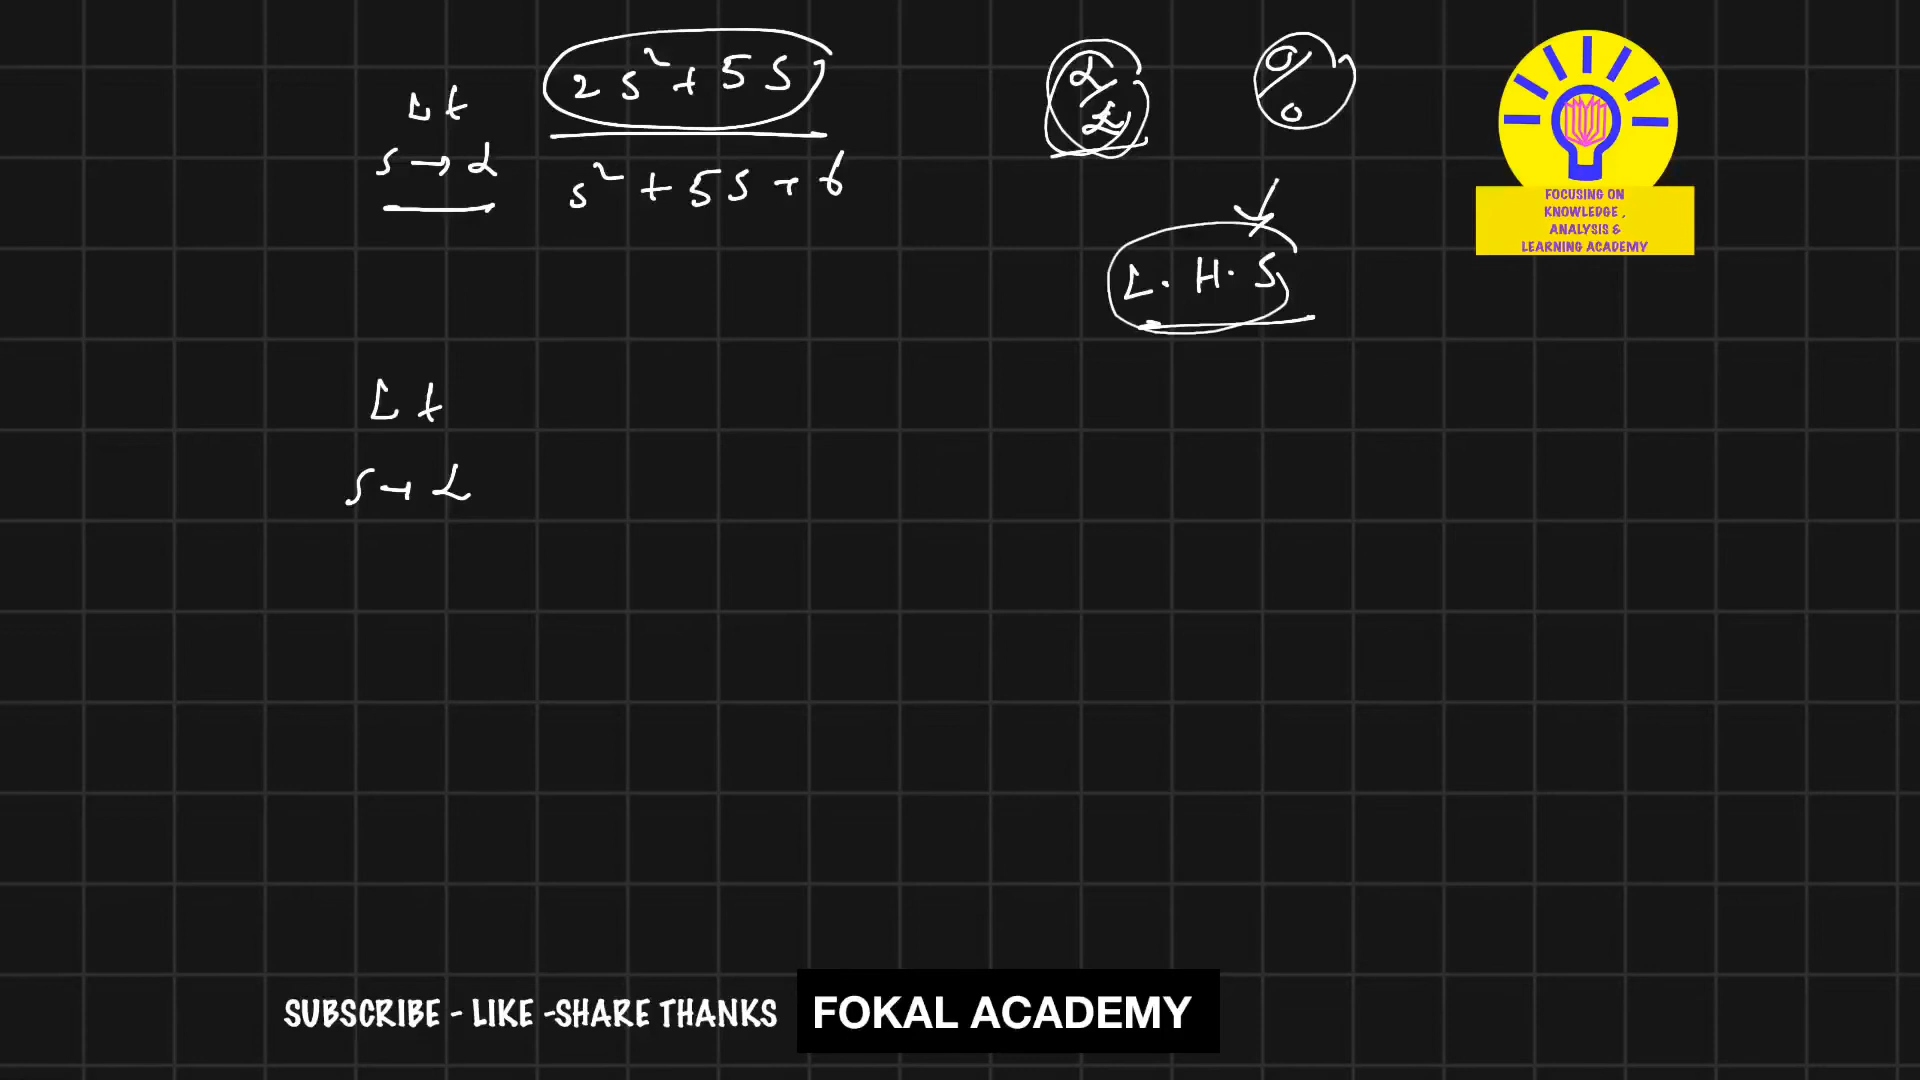 Lt 2s²+5s
s→α s²+5s+6
α/α 0/0
L.H.S
Lt
s→α
FOCUSING ON
KNOWLEDGE ,
ANALYSIS &
LEARNING ACADEMY
SUBSCRIBE - LIKE -SHARE THANKS FOKAL ACADEMY